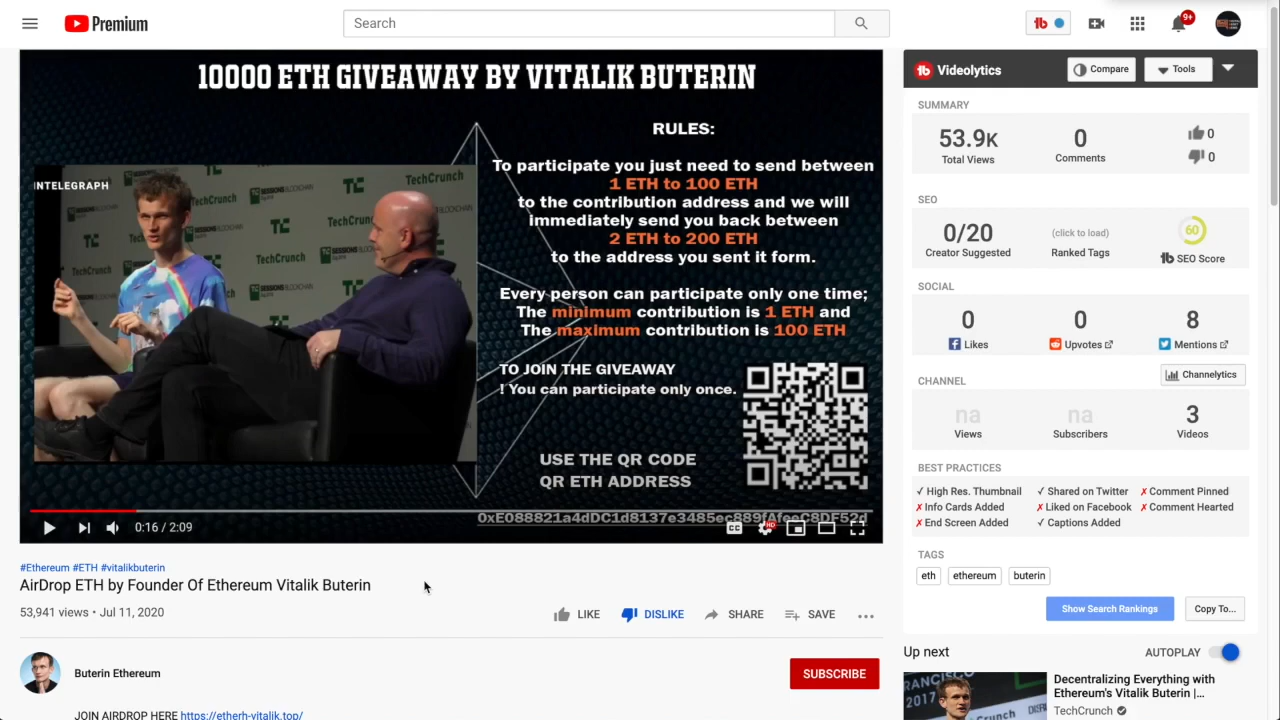 Premium
Search
9+
10000 ETH GIVEAWAY BY VITALIK BUTERIN
RULES:
To participate you just need to send between
1 ETH to 100 ETH
to the contribution address and we will
immediately send you back between
2 ETH to 200 ETH
to the address you sent it form.
Every person can participate only one time;
The minimum contribution is 1 ETH and
The maximum contribution is 100 ETH
TO JOIN THE GIVEAWAY
! You can participate only once.
USE THE QR CODE
QR ETH ADDRESS
NTELEGRAPH
TC
SESSIONS BLOCKCHAIN
TechCrunch
0:16 / 2:09
CC
HD
#Ethereum #ETH #vitalikbuterin
AirDrop ETH by Founder Of Ethereum Vitalik Buterin
53,941 views • Jul 11, 2020
LIKE
DISLIKE
SHARE
SAVE
Buterin Ethereum
SUBSCRIBE
JOIN AIRDROP HERE https://etherh-vitalik.top/
tb Videolytics
Compare
Tools
SUMMARY
53.9K
Total Views
0
Comments
0
0
SEO
0/20
Creator Suggested
(click to load)
Ranked Tags
60
tb SEO Score
SOCIAL
0
Likes
0
Upvotes
8
Mentions
CHANNEL
Channelytics
na
Views
na
Subscribers
3
Videos
BEST PRACTICES
✓ High Res. Thumbnail ✓ Shared on Twitter ✗ Comment Pinned
✗ Info Cards Added ✗ Liked on Facebook ✗ Comment Hearted
✗ End Screen Added ✓ Captions Added
TAGS
eth
ethereum
buterin
Show Search Rankings
Copy To...
Up next
AUTOPLAY
2017
Decentralizing Everything with
Ethereum's Vitalik Buterin |...
TechCrunch